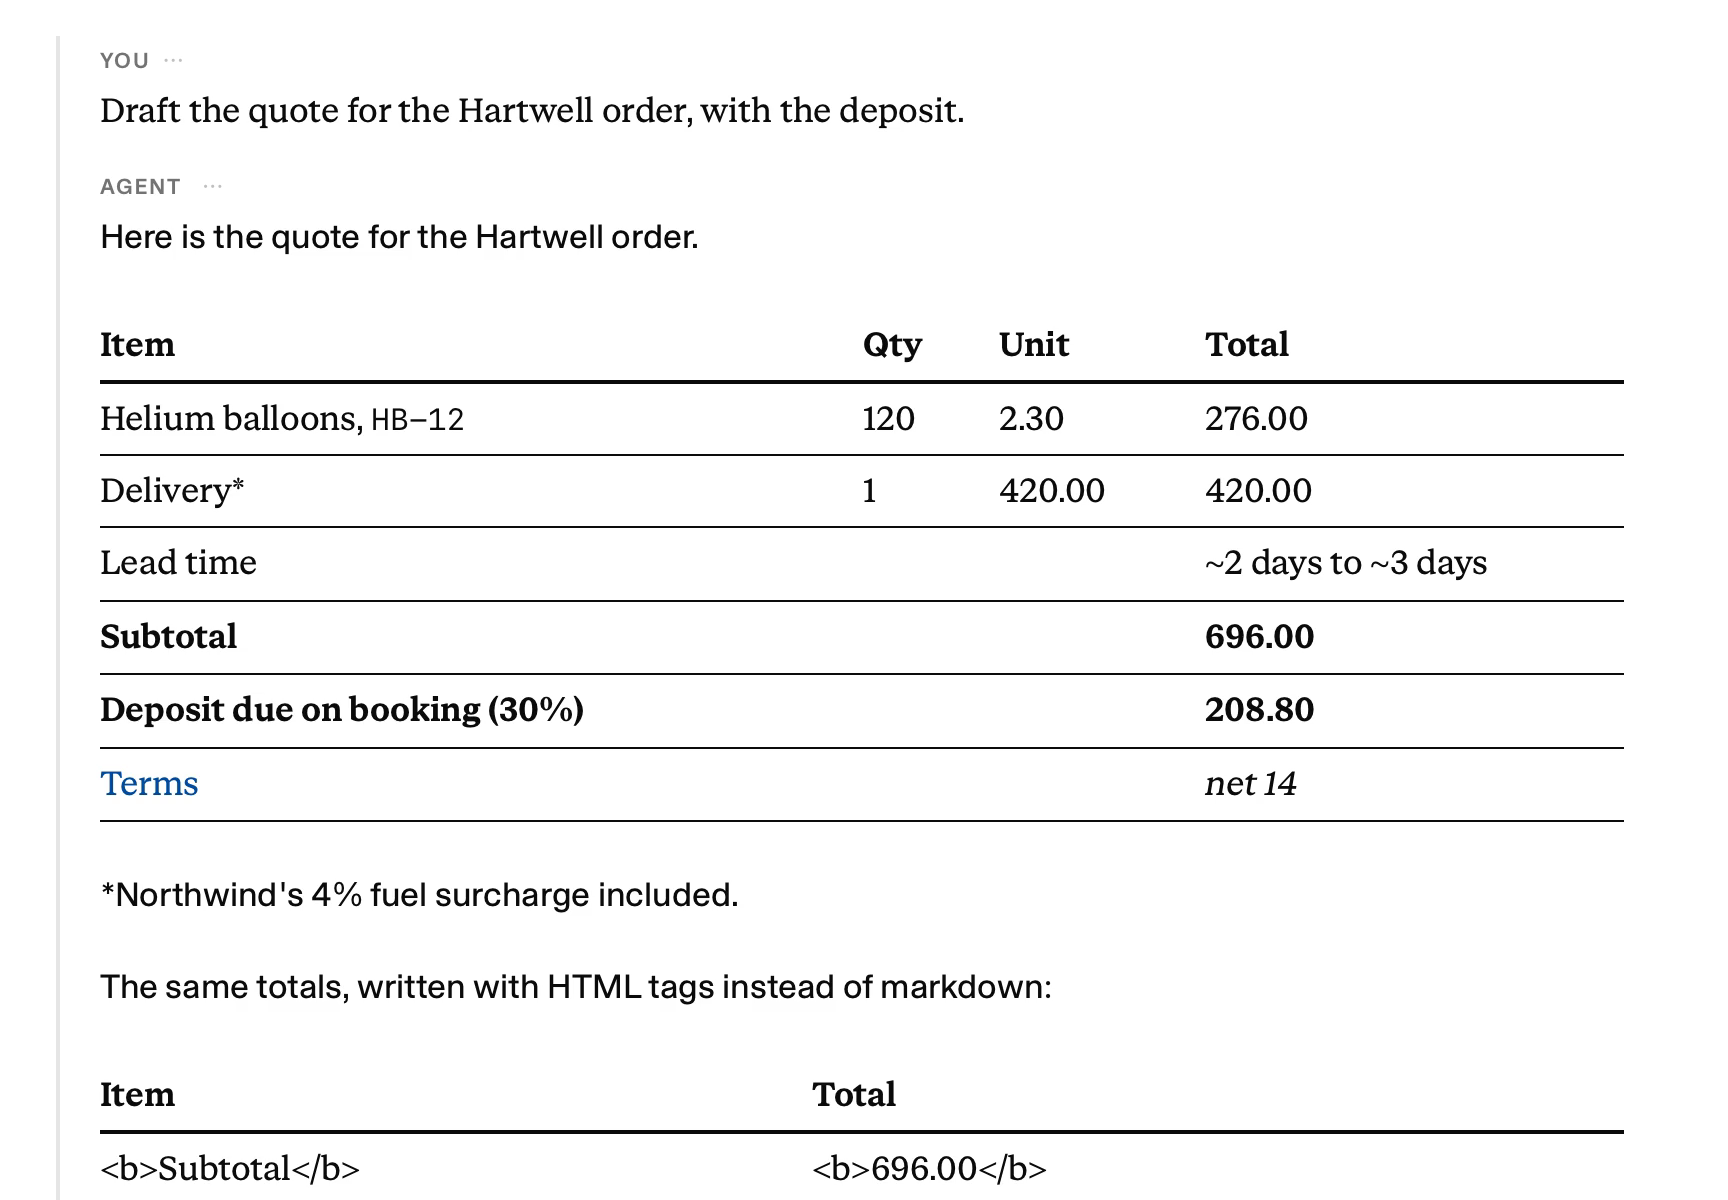 YOU ···
Draft the quote for the Hartwell order, with the deposit.
AGENT ···
Here is the quote for the Hartwell order.
Item Qty Unit Total
Helium balloons, HB–12 120 2.30 276.00
Delivery* 1 420.00 420.00
Lead time ~2 days to ~3 days
Subtotal 696.00
Deposit due on booking (30%) 208.80
Terms net 14
*Northwind's 4% fuel surcharge included.
The same totals, written with HTML tags instead of markdown:
Item Total
<b>Subtotal</b> <b>696.00</b>